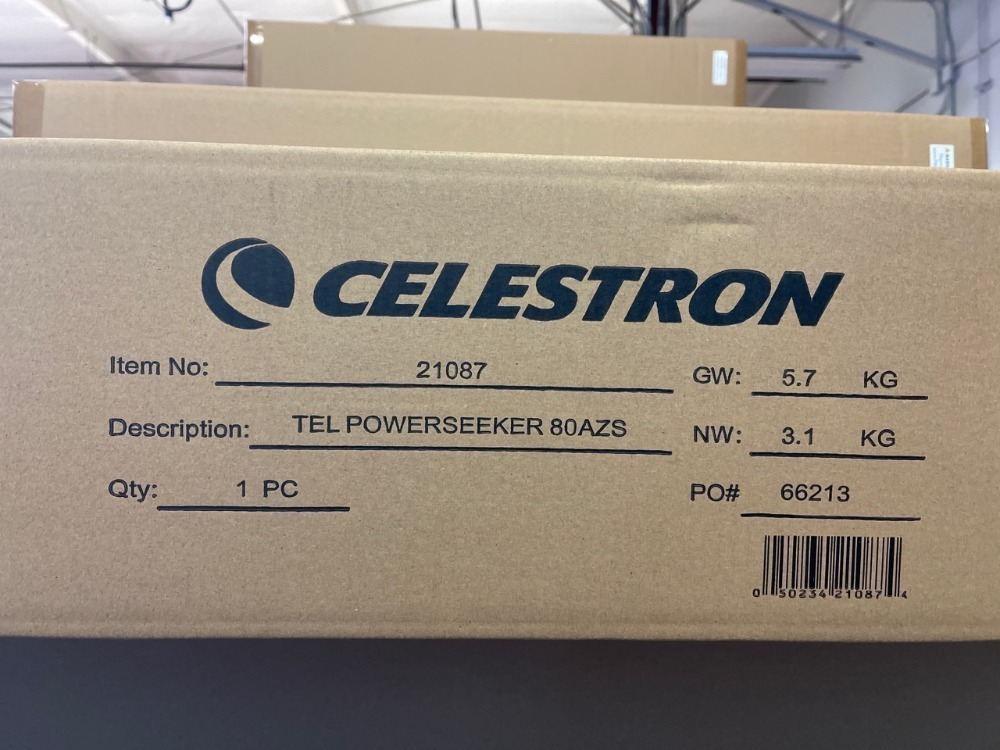 CELESTRON
Item No: 21087 GW: 5.7 KG
Description: TEL POWERSEEKER 80AZS NW: 3.1 KG
Qty: 1 PC PO# 66213
0 50234 21087 4